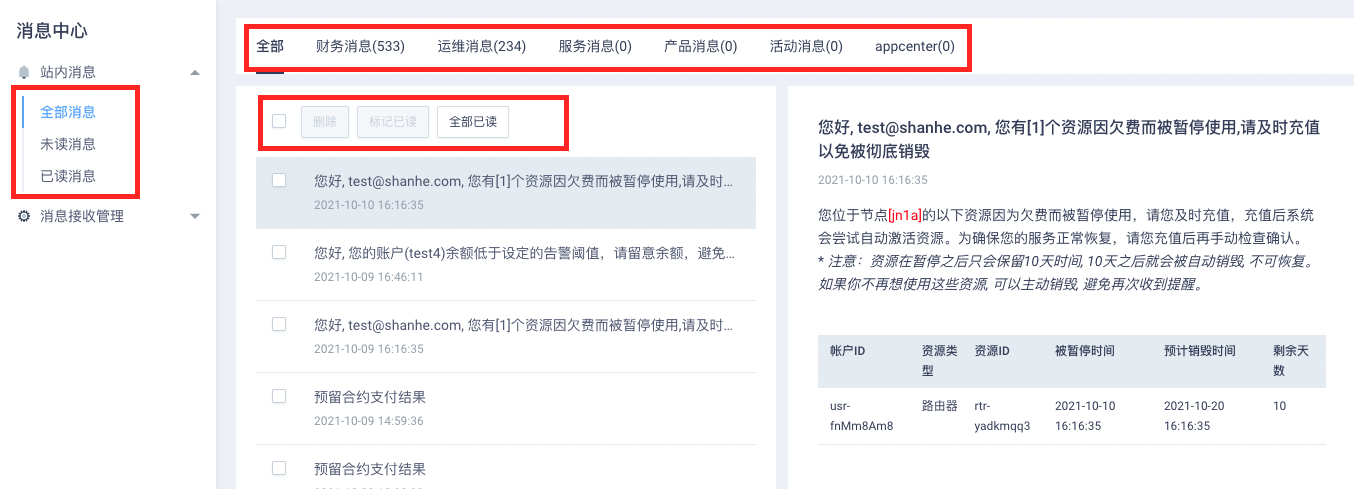 消息中心
站内消息
全部消息
未读消息
已读消息
消息接收管理
全部 财务消息(533) 运维消息(234) 服务消息(0) 产品消息(0) 活动消息(0) appcenter(0)
删除 标记已读 全部已读
您好, test@shanhe.com, 您有[1]个资源因欠费而被暂停使用,请及时...
2021-10-10 16:16:35
您好, 您的账户(test4)余额低于设定的告警阈值，请留意余额，避免...
2021-10-09 16:46:11
您好, test@shanhe.com, 您有[1]个资源因欠费而被暂停使用,请及时...
2021-10-09 16:16:35
预留合约支付结果
2021-10-09 14:59:36
预留合约支付结果
您好, test@shanhe.com, 您有[1]个资源因欠费而被暂停使用,请及时充值
以免被彻底销毁
2021-10-10 16:16:35
您位于节点[jn1a]的以下资源因为欠费而被暂停使用，请您及时充值，充值后系统
会尝试自动激活资源。为确保您的服务正常恢复，请您充值后再手动检查确认。
* 注意：资源在暂停之后只会保留10天时间, 10天之后就会被自动销毁, 不可恢复。
如果你不再想使用这些资源, 可以主动销毁, 避免再次收到提醒。
帐户ID 资源类 资源ID 被暂停时间 预计销毁时间 剩余天
型 数
usr- 路由器 rtr- 2021-10-10 2021-10-20 10
fnMm8Am8 yadkmqq3 16:16:35 16:16:35